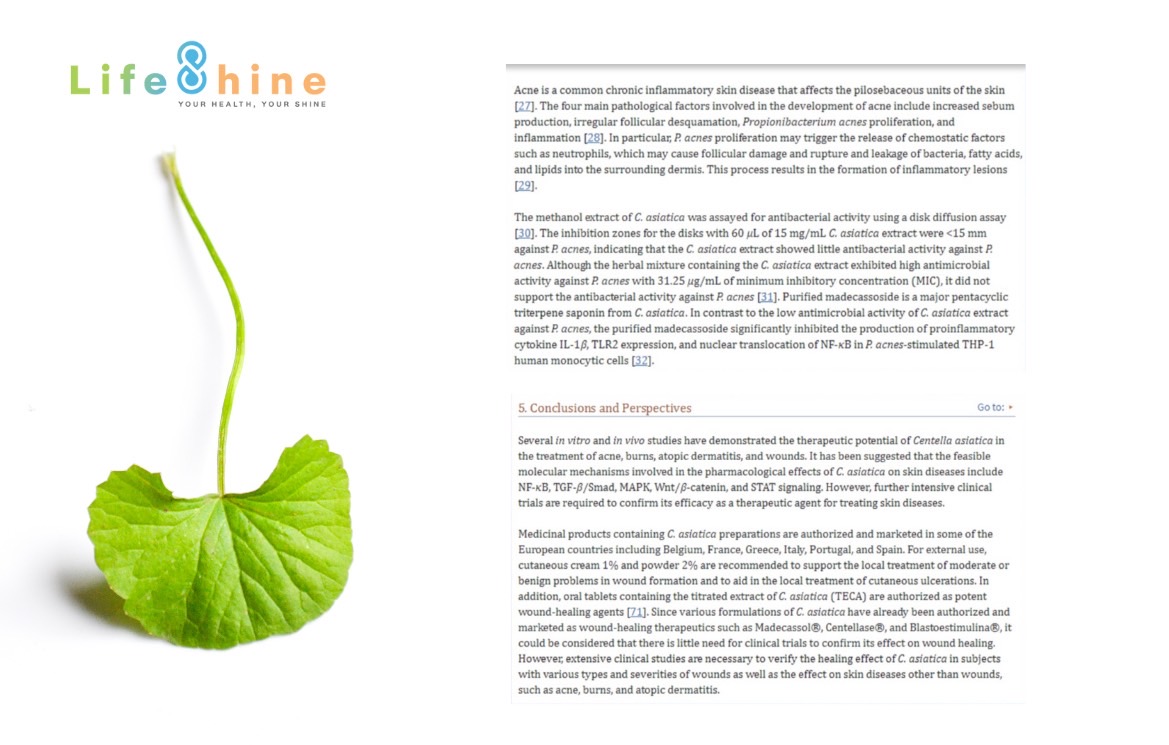 Life8hine
YOUR HEALTH, YOUR SHINE
Acne is a common chronic inflammatory skin disease that affects the pilosebaceous units of the skin
[27]. The four main pathological factors involved in the development of acne include increased sebum
production, irregular follicular desquamation, Propionibacterium acnes proliferation, and
inflammation [28]. In particular, P. acnes proliferation may trigger the release of chemostatic factors
such as neutrophils, which may cause follicular damage and rupture and leakage of bacteria, fatty acids,
and lipids into the surrounding dermis. This process results in the formation of inflammatory lesions
[29].
The methanol extract of C. asiatica was assayed for antibacterial activity using a disk diffusion assay
[30]. The inhibition zones for the disks with 60 μL of 15 mg/mL C. asiatica extract were <15 mm
against P. acnes, indicating that the C. asiatica extract showed little antibacterial activity against P.
acnes. Although the herbal mixture containing the C. asiatica extract exhibited high antimicrobial
activity against P. acnes with 31.25 μg/mL of minimum inhibitory concentration (MIC), it did not
support the antibacterial activity against P. acnes [31]. Purified madecassoside is a major pentacyclic
triterpene saponin from C. asiatica. In contrast to the low antimicrobial activity of C. asiatica extract
against P. acnes, the purified madecassoside significantly inhibited the production of proinflammatory
cytokine IL-1β, TLR2 expression, and nuclear translocation of NF-κB in P. acnes-stimulated THP-1
human monocytic cells [32].
5. Conclusions and Perspectives Go to: ▸
Several in vitro and in vivo studies have demonstrated the therapeutic potential of Centella asiatica in
the treatment of acne, burns, atopic dermatitis, and wounds. It has been suggested that the feasible
molecular mechanisms involved in the pharmacological effects of C. asiatica on skin diseases include
NF-κB, TGF-β/Smad, MAPK, Wnt/β-catenin, and STAT signaling. However, further intensive clinical
trials are required to confirm its efficacy as a therapeutic agent for treating skin diseases.
Medicinal products containing C. asiatica preparations are authorized and marketed in some of the
European countries including Belgium, France, Greece, Italy, Portugal, and Spain. For external use,
cutaneous cream 1% and powder 2% are recommended to support the local treatment of moderate or
benign problems in wound formation and to aid in the local treatment of cutaneous ulcerations. In
addition, oral tablets containing the titrated extract of C. asiatica (TECA) are authorized as potent
wound-healing agents [71]. Since various formulations of C. asiatica have already been authorized and
marketed as wound-healing therapeutics such as Madecassol®, Centellase®, and Blastoestimulina®, it
could be considered that there is little need for clinical trials to confirm its effect on wound healing.
However, extensive clinical studies are necessary to verify the healing effect of C. asiatica in subjects
with various types and severities of wounds as well as the effect on skin diseases other than wounds,
such as acne, burns, and atopic dermatitis.